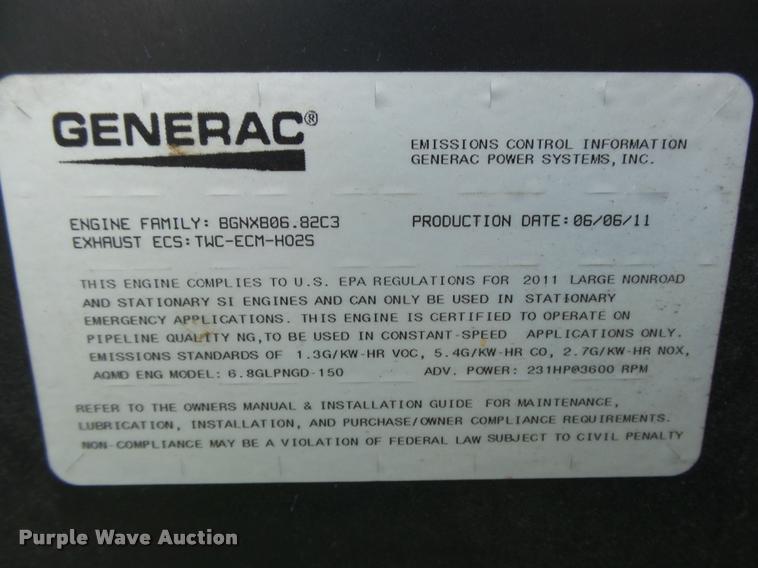 GENERAC®
EMISSIONS CONTROL INFORMATION
GENERAC POWER SYSTEMS, INC.
ENGINE FAMILY: BGNXB06.82C3
PRODUCTION DATE: 06/06/11
EXHAUST ECS: TWC-ECM-HO2S
THIS ENGINE COMPLIES TO U.S. EPA REGULATIONS FOR 2011 LARGE NONROAD
AND STATIONARY SI ENGINES AND CAN ONLY BE USED IN STATIONARY
EMERGENCY APPLICATIONS. THIS ENGINE IS CERTIFIED TO OPERATE ON
PIPELINE QUALITY NG, TO BE USED IN CONSTANT-SPEED APPLICATIONS ONLY.
EMISSIONS STANDARDS OF 1.3G/KW-HR VOC, 5.4G/KW-HR CO, 2.7G/KW-HR NOX,
AQMD ENG MODEL: 6.8GLPNGD-150 ADV. POWER: 231HP@3600 RPM
REFER TO THE OWNERS MANUAL & INSTALLATION GUIDE FOR MAINTENANCE,
LUBRICATION, INSTALLATION, AND PURCHASE/OWNER COMPLIANCE REQUIREMENTS.
NON-COMPLIANCE MAY BE A VIOLATION OF FEDERAL LAW SUBJECT TO CIVIL PENALTY
Purple Wave Auction